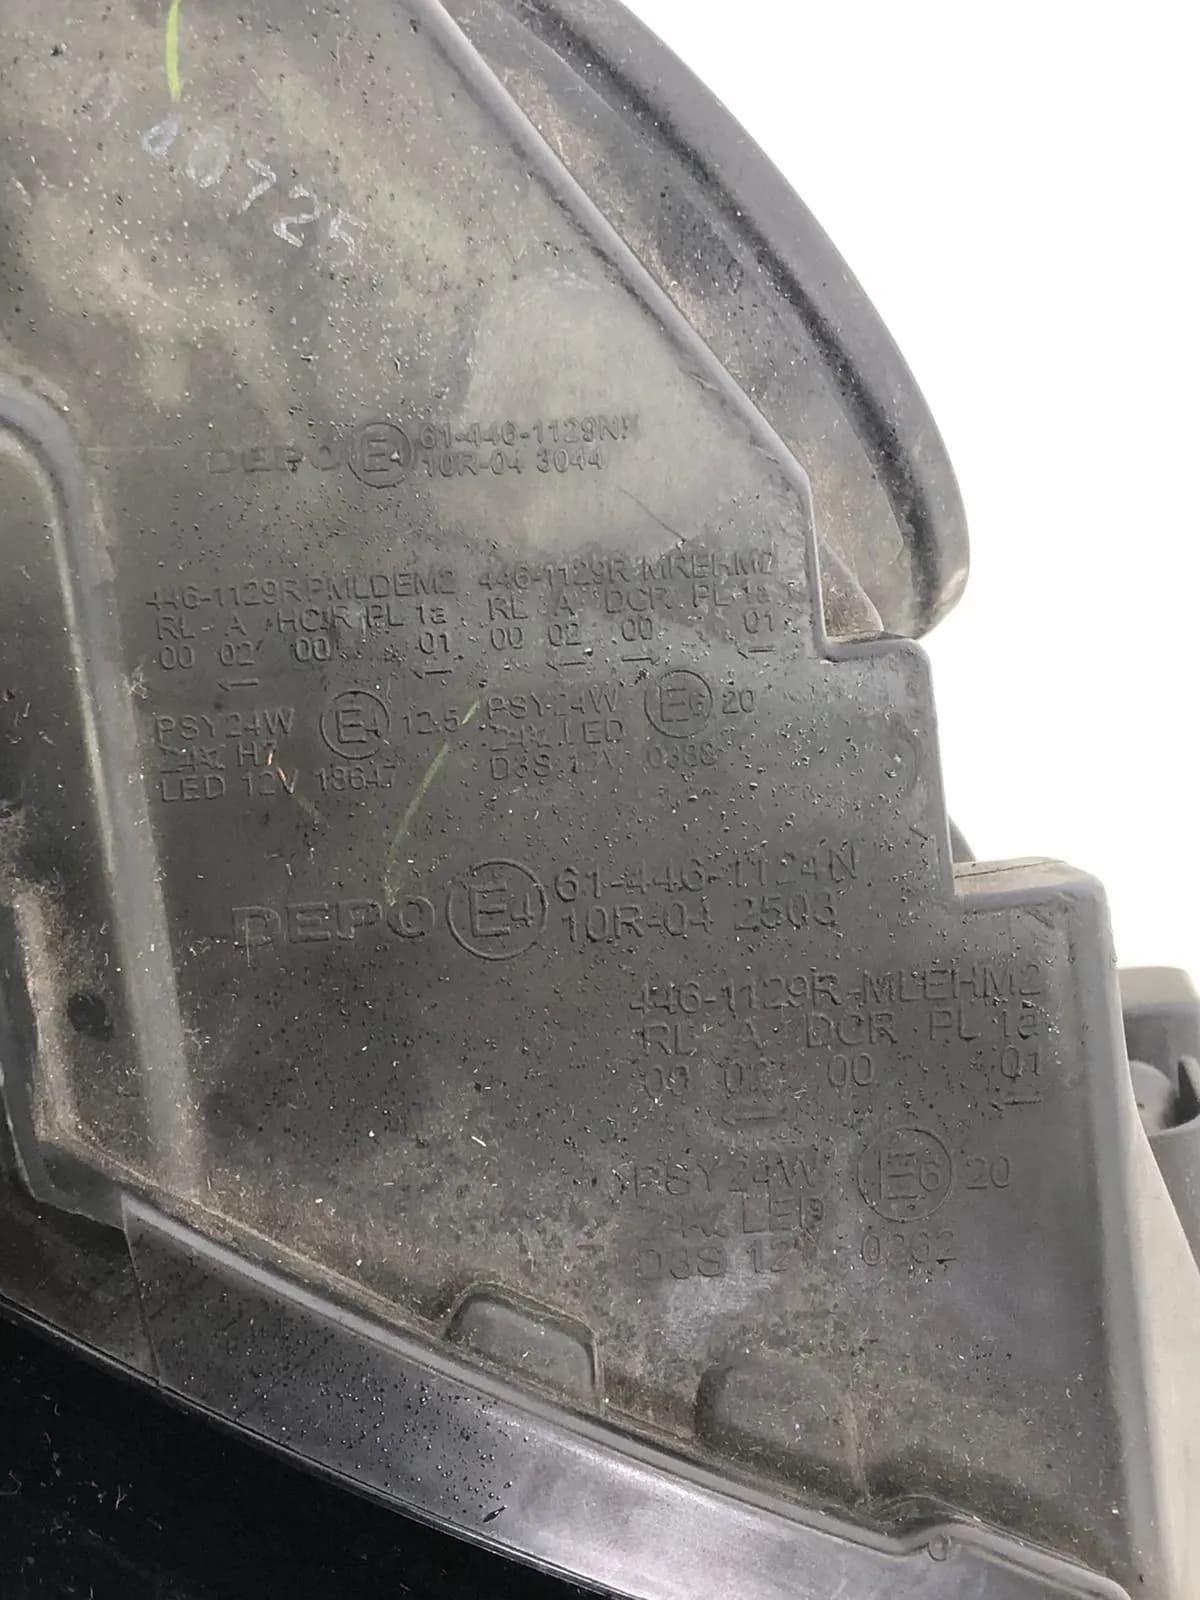 00725
DEPO E4 61-446-1129N
10R-04 3044
446-1129RPMLDEM2 446-1129R-MREHM2
RL A HCR PL 1a RL A DCR PL 1a
00 02 00 01 00 02 00 01
← ← ← → ←
PSY24W E4 12.5 PSY24W E6 20
H7 LED
LED 12V 18647 D3S 12V 0388
DEPO E4 61-446-1124N
10R-04 2503
446-1129R-MLEHM2
RL A DCR PL 1a
00 02 00 01
← ←
PSY24W E6 20
LED
D3S 12V 0262